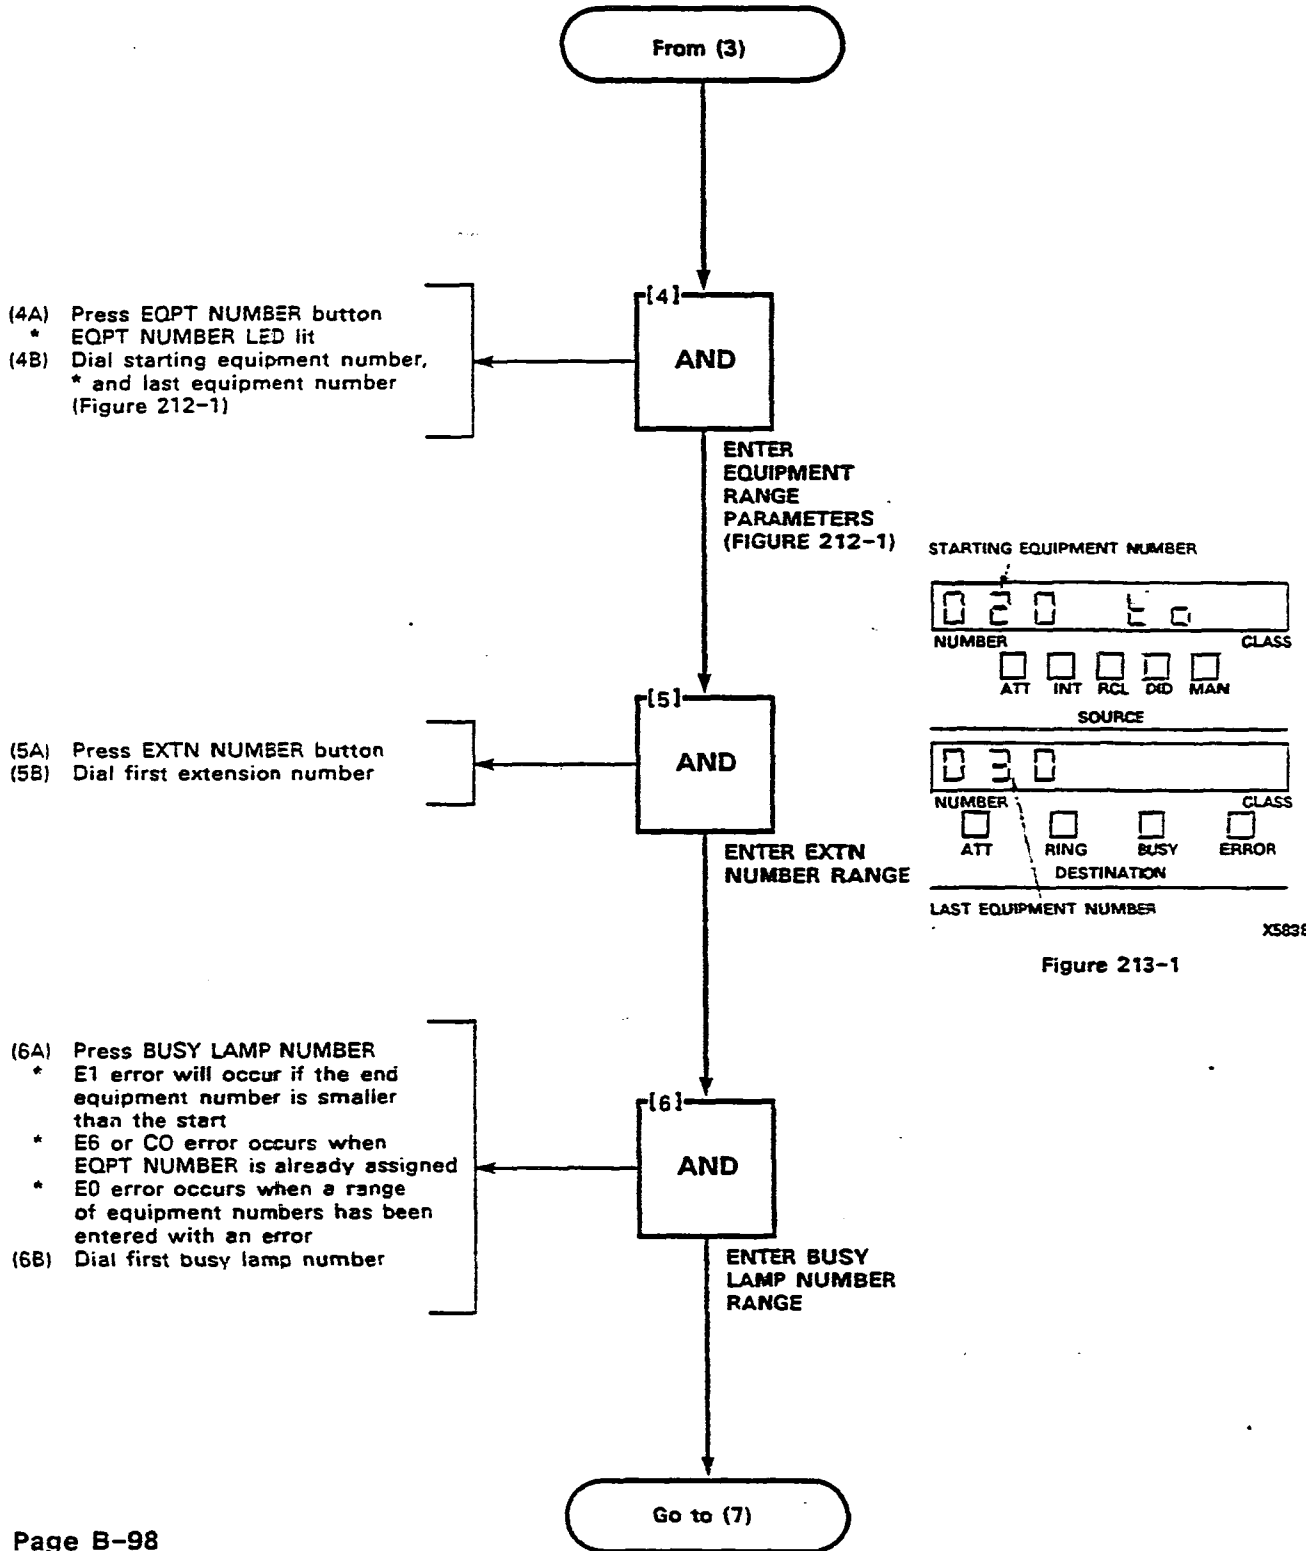 From (3)
[4]
AND
(4A) Press EQPT NUMBER button
* EQPT NUMBER LED lit
(4B) Dial starting equipment number,
* and last equipment number
(Figure 212-1)
ENTER
EQUIPMENT
RANGE
PARAMETERS
(FIGURE 212-1)
STARTING EQUIPMENT NUMBER
020 to
NUMBER CLASS
ATT INT RCL DID MAN
SOURCE
030
NUMBER CLASS
ATT RING BUSY ERROR
DESTINATION
LAST EQUIPMENT NUMBER
X5838
Figure 213-1
[5]
AND
(5A) Press EXTN NUMBER button
(5B) Dial first extension number
ENTER EXTN
NUMBER RANGE
[6]
AND
(6A) Press BUSY LAMP NUMBER
* E1 error will occur if the end
equipment number is smaller
than the start
* E6 or CO error occurs when
EQPT NUMBER is already assigned
* E0 error occurs when a range
of equipment numbers has been
entered with an error
(6B) Dial first busy lamp number
ENTER BUSY
LAMP NUMBER
RANGE
Go to (7)
Page B-98